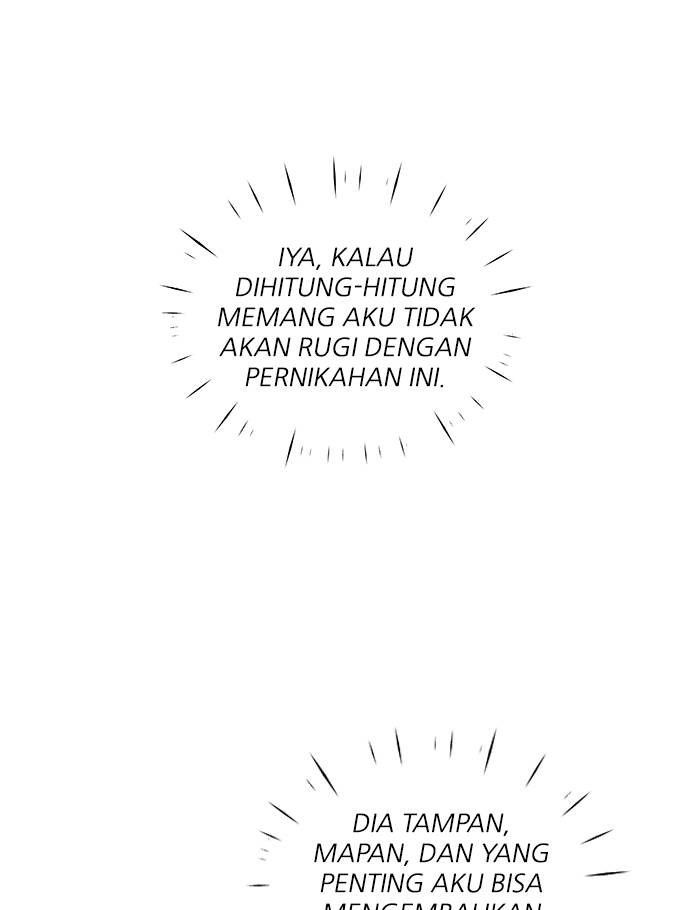 IYA, KALAU
DIHITUNG-HITUNG
MEMANG AKU TIDAK
AKAN RUGI DENGAN
PERNIKAHAN INI.
DIA TAMPAN,
MAPAN, DAN YANG
PENTING AKU BISA